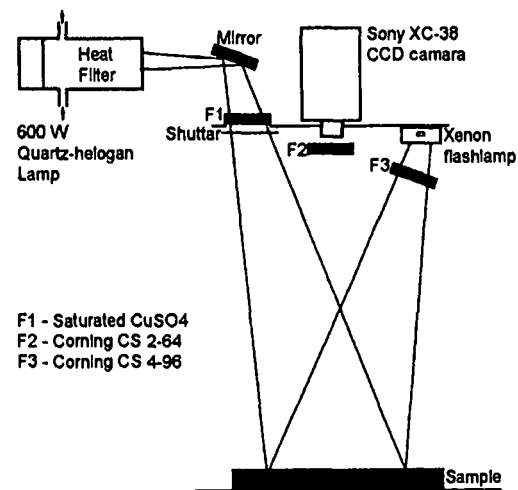 Heat
Filter
Mirror
Sony XC-38
CCD camara
F1
Shuttar
F2
Xenon
flashlamp
F3
600 W
Quartz-helogan
Lamp
F1 - Saturated CuSO4
F2 - Corning CS 2-64
F3 - Corning CS 4-96
Sample